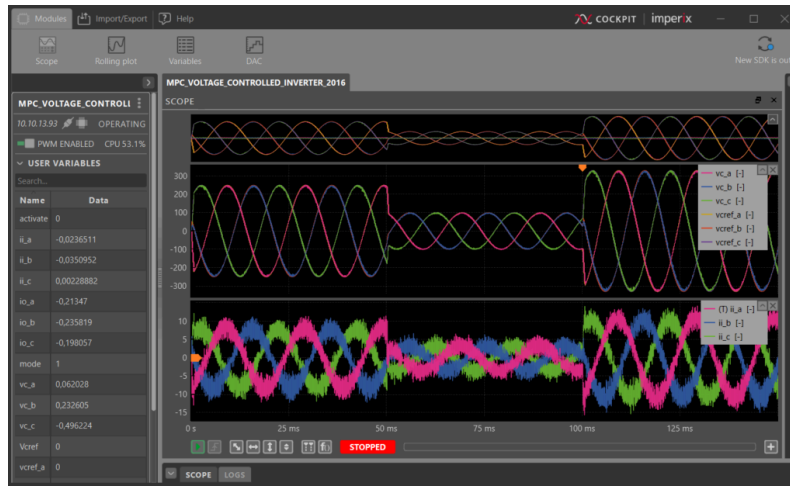 Modules Import/Export Help COCKPIT | imperix
Scope Rolling plot Variables DAC New SDK is ou
MPC_VOLTAGE_CONTROLLED_INVERTER_2016
MPC_VOLTAGE_CONTROLI
SCOPE
10.10.13.93 OPERATING
PWM ENABLED CPU 53.1%
USER VARIABLES
Search...
Name Data
activate 0
ii_a -0,0236511
ii_b -0,0350952
ii_c 0,00228882
io_a -0,21347
io_b -0,235819
io_c -0,198057
mode 1
vc_a 0,062028
vc_b 0,232605
vc_c -0,496224
Vcref 0
vcref_a 0
300
200
100
0
-100
-200
-300
vc_a [-]
vc_b [-]
vc_c [-]
vcref_a [-]
vcref_b [-]
vcref_c [-]
10
5
0
-5
-10
-15
(T) ii_a [-]
ii_b [-]
ii_c [-]
0 s 25 ms 50 ms 75 ms 100 ms 125 ms
STOPPED
SCOPE LOGS